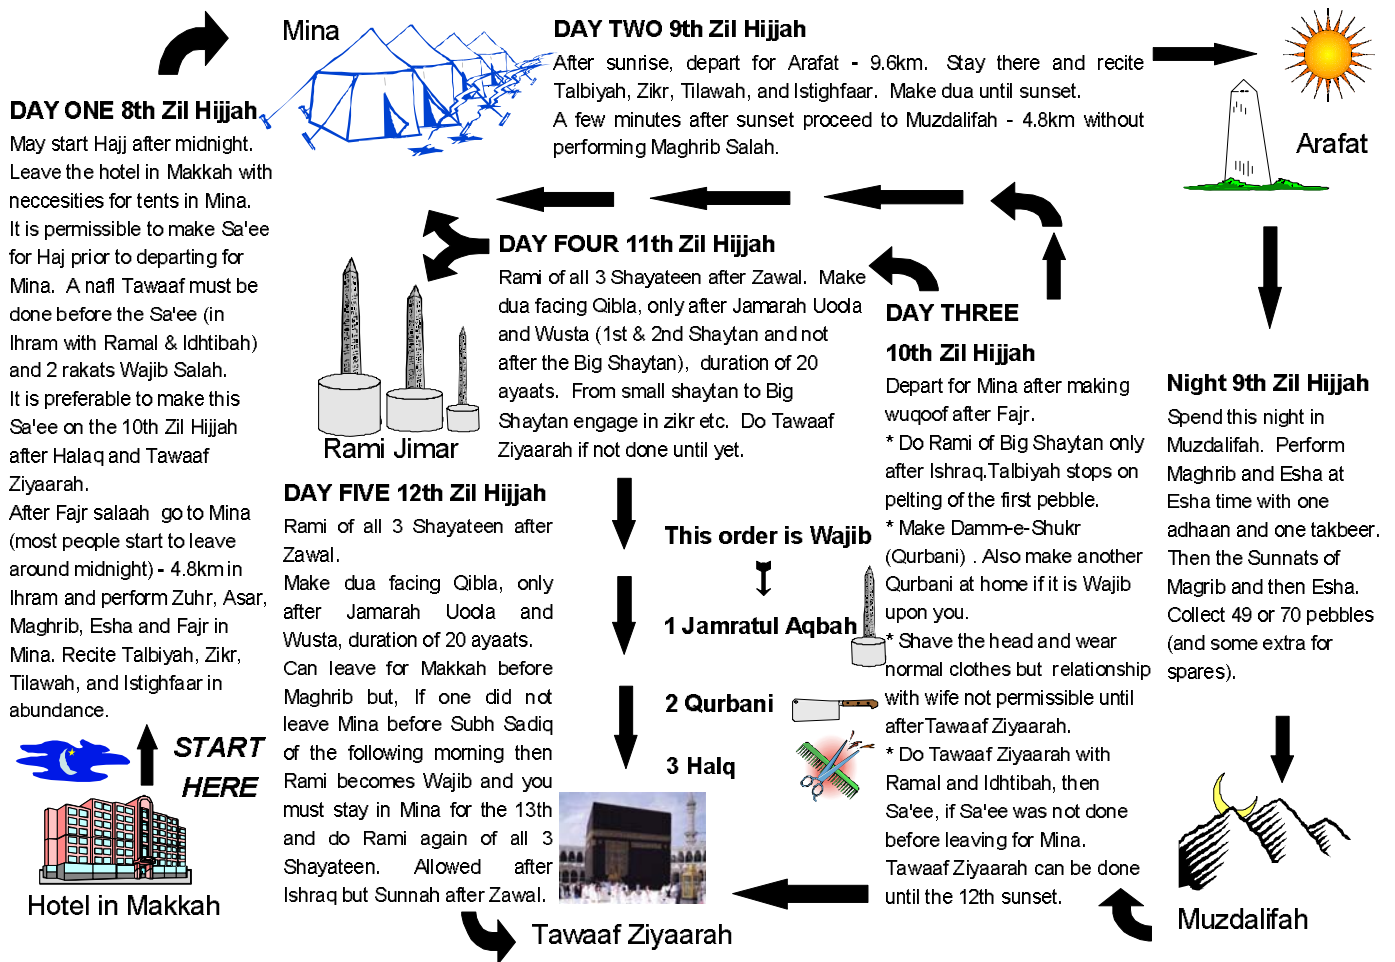 Mina
DAY TWO 9th Zil Hijjah
After sunrise, depart for Arafat - 9.6km. Stay there and recite
Talbiyah, Zikr, Tilawah, and Istighfaar. Make dua until sunset.
A few minutes after sunset proceed to Muzdalifah - 4.8km without
performing Maghrib Salah.
Arafat
DAY ONE 8th Zil Hijjah
May start Hajj after midnight.
Leave the hotel in Makkah with
neccesities for tents in Mina.
It is permissible to make Sa'ee
for Haj prior to departing for
Mina. A nafl Tawaaf must be
done before the Sa'ee (in
Ihram with Ramal & Idhtibah)
and 2 rakats Wajib Salah.
It is preferable to make this
Sa'ee on the 10th Zil Hijjah
after Halaq and Tawaaf
Ziyaarah.
After Fajr salaah go to Mina
(most people start to leave
around midnight) - 4.8km in
Ihram and perform Zuhr, Asar,
Maghrib, Esha and Fajr in
Mina. Recite Talbiyah, Zikr,
Tilawah, and Istighfaar in
abundance.
START
HERE
Hotel in Makkah
DAY FOUR 11th Zil Hijjah
Rami of all 3 Shayateen after Zawal. Make
dua facing Qibla, only after Jamarah Uoola
and Wusta (1st & 2nd Shaytan and not
after the Big Shaytan), duration of 20
ayaats. From small shaytan to Big
Shaytan engage in zikr etc. Do Tawaaf
Ziyaarah if not done until yet.
Rami Jimar
DAY FIVE 12th Zil Hijjah
Rami of all 3 Shayateen after
Zawal.
Make dua facing Qibla, only
after Jamarah Uoola and
Wusta, duration of 20 ayaats.
Can leave for Makkah before
Maghrib but, If one did not
leave Mina before Subh Sadiq
of the following morning then
Rami becomes Wajib and you
must stay in Mina for the 13th
and do Rami again of all 3
Shayateen. Allowed after
Ishraq but Sunnah after Zawal.
This order is Wajib
1 Jamratul Aqbah
2 Qurbani
3 Halq
Tawaaf Ziyaarah
DAY THREE
10th Zil Hijjah
Depart for Mina after making
wuqoof after Fajr.
* Do Rami of Big Shaytan only
after Ishraq.Talbiyah stops on
pelting of the first pebble.
* Make Damm-e-Shukr
(Qurbani) . Also make another
Qurbani at home if it is Wajib
upon you.
* Shave the head and wear
normal clothes but relationship
with wife not permissible until
afterTawaaf Ziyaarah.
* Do Tawaaf Ziyaarah with
Ramal and Idhtibah, then
Sa'ee, if Sa'ee was not done
before leaving for Mina.
Tawaaf Ziyaarah can be done
until the 12th sunset.
Night 9th Zil Hijjah
Spend this night in
Muzdalifah. Perform
Maghrib and Esha at
Esha time with one
adhaan and one takbeer.
Then the Sunnats of
Magrib and then Esha.
Collect 49 or 70 pebbles
(and some extra for
spares).
Muzdalifah